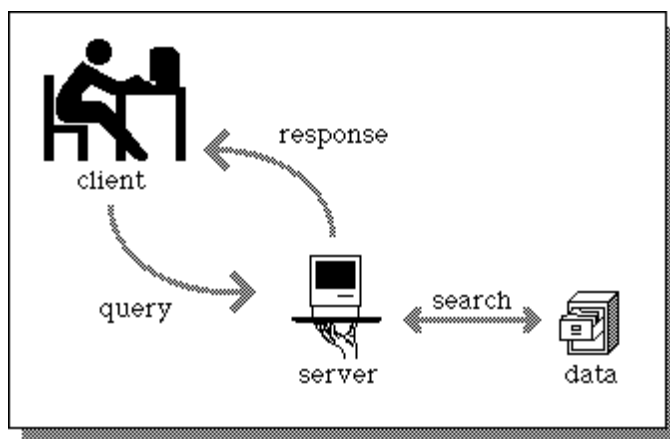 response
client
query
search
server
data